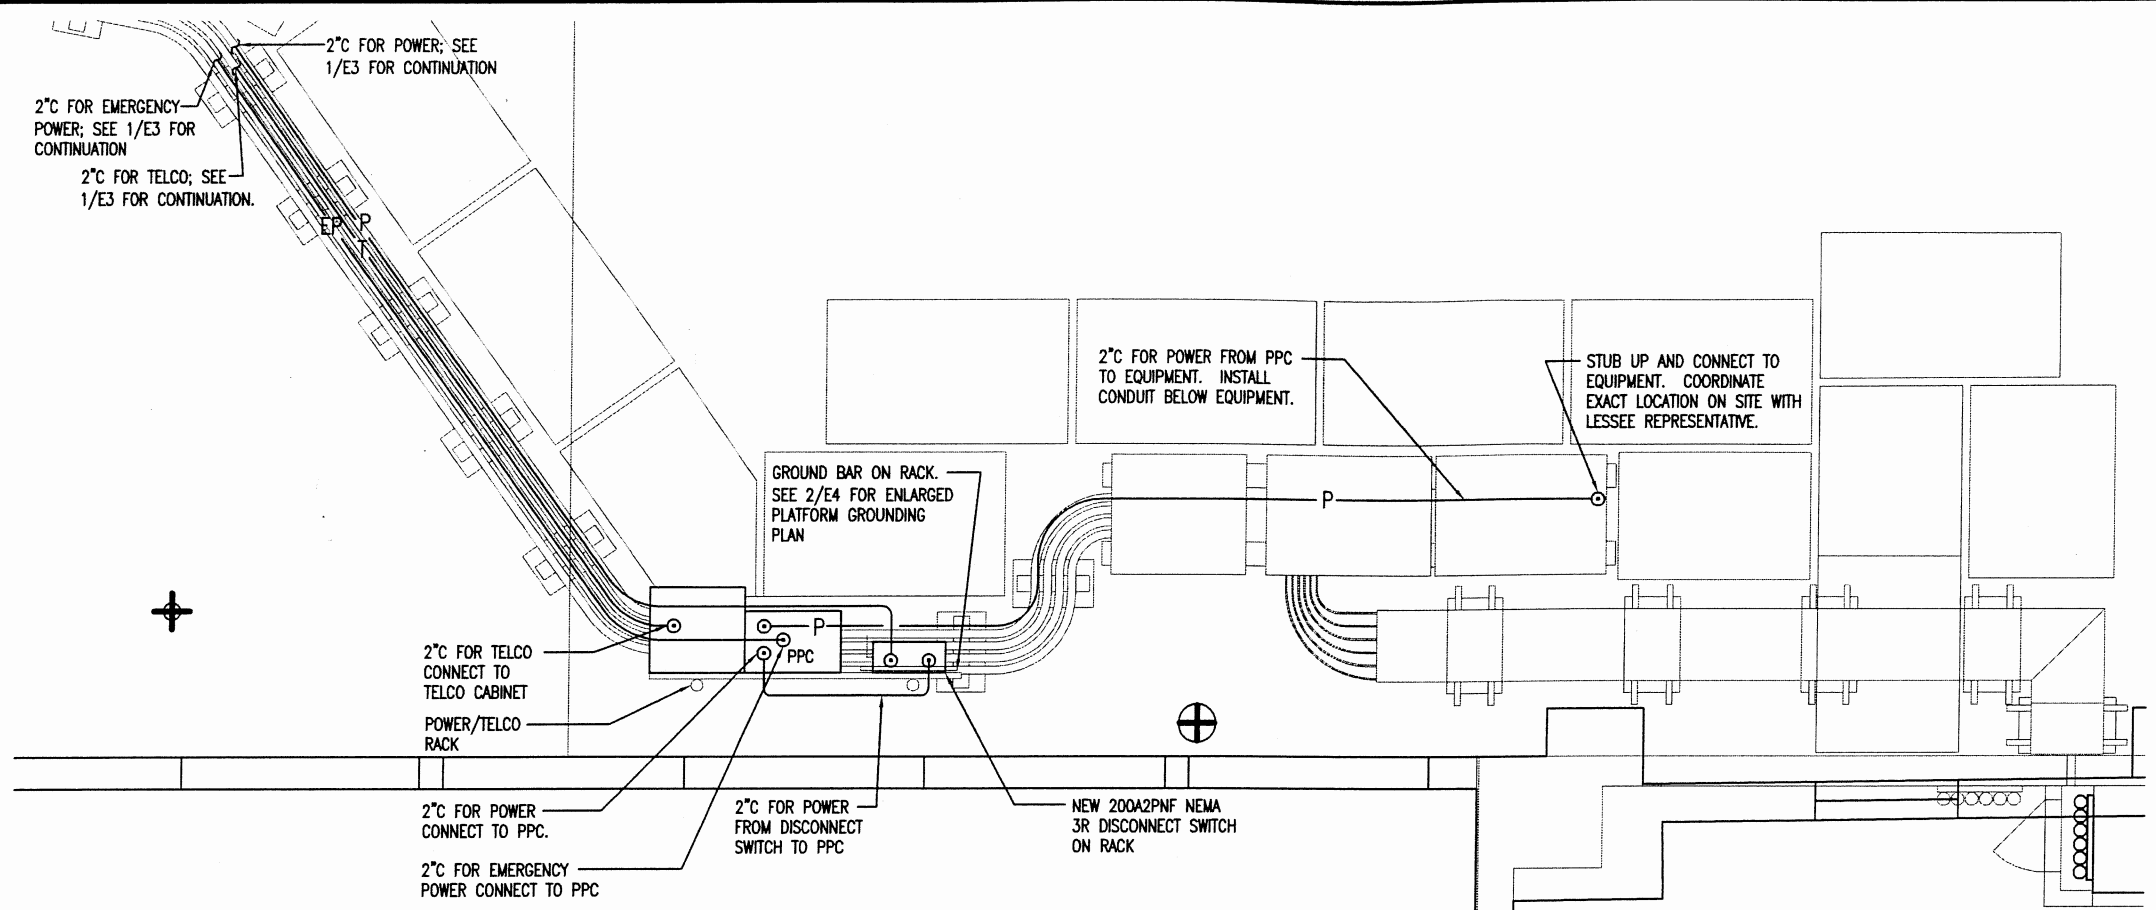 2"C FOR POWER; SEE
1/E3 FOR CONTINUATION
2"C FOR EMERGENCY
POWER; SEE 1/E3 FOR
CONTINUATION
2"C FOR TELCO; SEE
1/E3 FOR CONTINUATION.
EP
P
T
2"C FOR POWER FROM PPC
TO EQUIPMENT. INSTALL
CONDUIT BELOW EQUIPMENT.
STUB UP AND CONNECT TO
EQUIPMENT. COORDINATE
EXACT LOCATION ON SITE WITH
LESSEE REPRESENTATIVE.
GROUND BAR ON RACK.
SEE 2/E4 FOR ENLARGED
PLATFORM GROUNDING
PLAN
P
P
PPC
2"C FOR TELCO
CONNECT TO
TELCO CABINET
POWER/TELCO
RACK
2"C FOR POWER
CONNECT TO PPC.
2"C FOR EMERGENCY
POWER CONNECT TO PPC
2"C FOR POWER
FROM DISCONNECT
SWITCH TO PPC
NEW 200A2PNF NEMA
3R DISCONNECT SWITCH
ON RACK